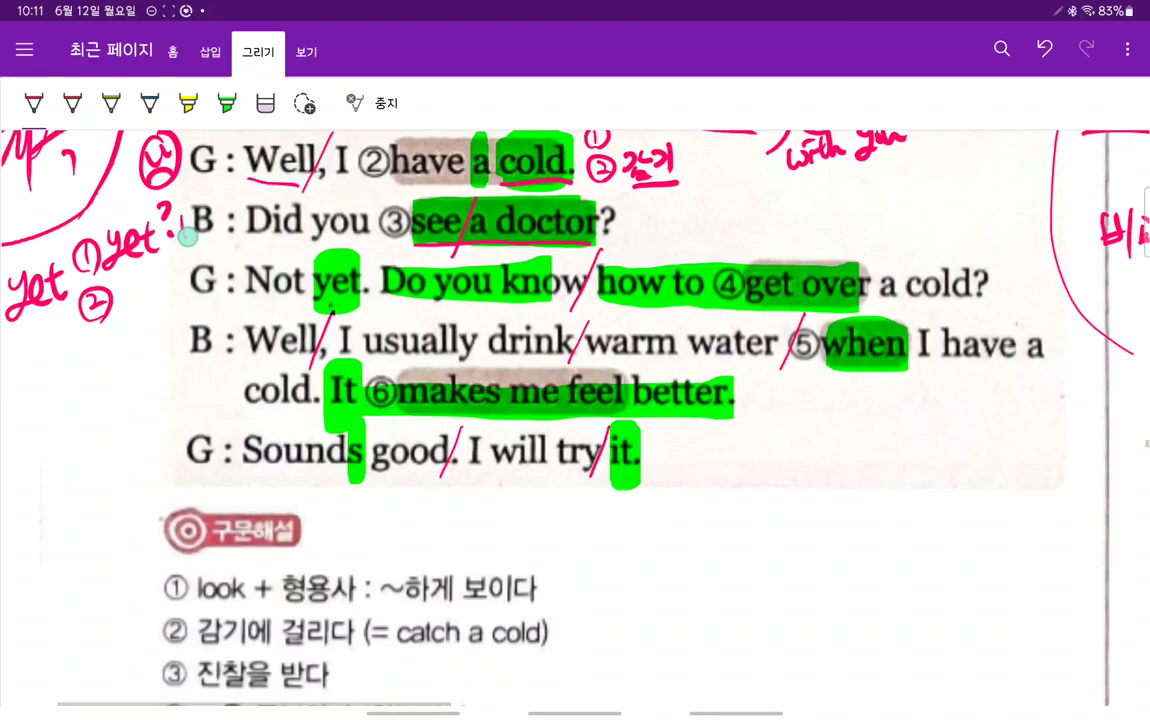 10:11 6월 12일 월요일
83%
최근 페이지 홈 삽입 그리기 보기
중지
with you
G : Well, I ②have a cold. ① ② 감기
B : Did you ③see a doctor?
yet ① yet?
②
G : Not yet. Do you know how to ④get over a cold?
B : Well, I usually drink warm water ⑤when I have a
cold. It ⑥makes me feel better.
G : Sounds good. I will try it.
구문해설
① look + 형용사 : ～하게 보이다
② 감기에 걸리다 (= catch a cold)
③ 진찰을 받다